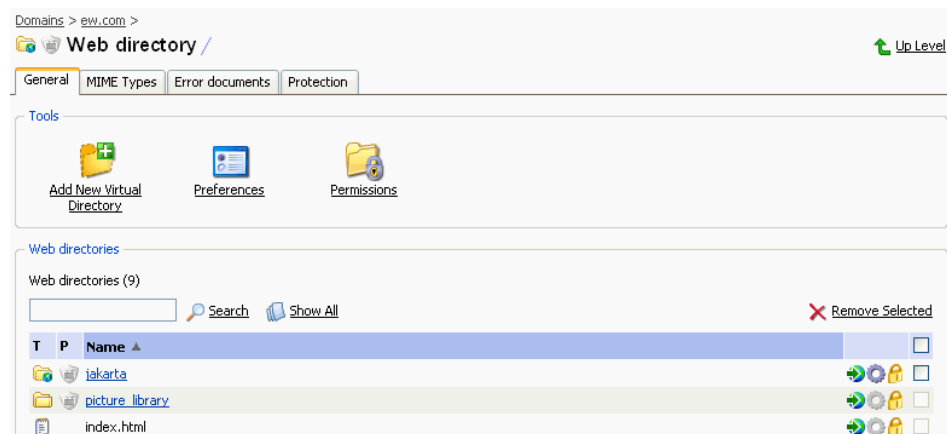 Domains > ew.com >
Web directory /
Up Level
General MIME Types Error documents Protection
Tools
Add New Virtual
Directory
Preferences
Permissions
Web directories
Web directories (9)
Search Show All Remove Selected
T P Name
jakarta
picture_library
index.html